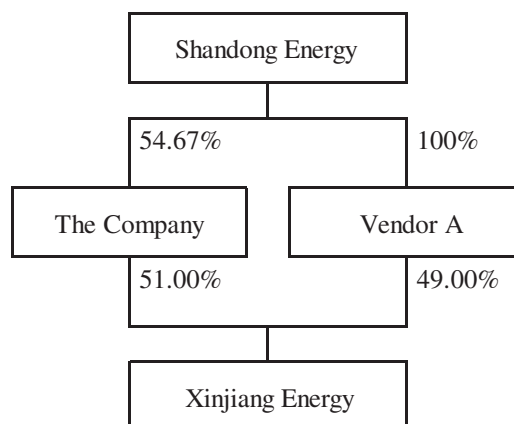 Shandong Energy
54.67% 100%
The Company Vendor A
51.00% 49.00%
Xinjiang Energy